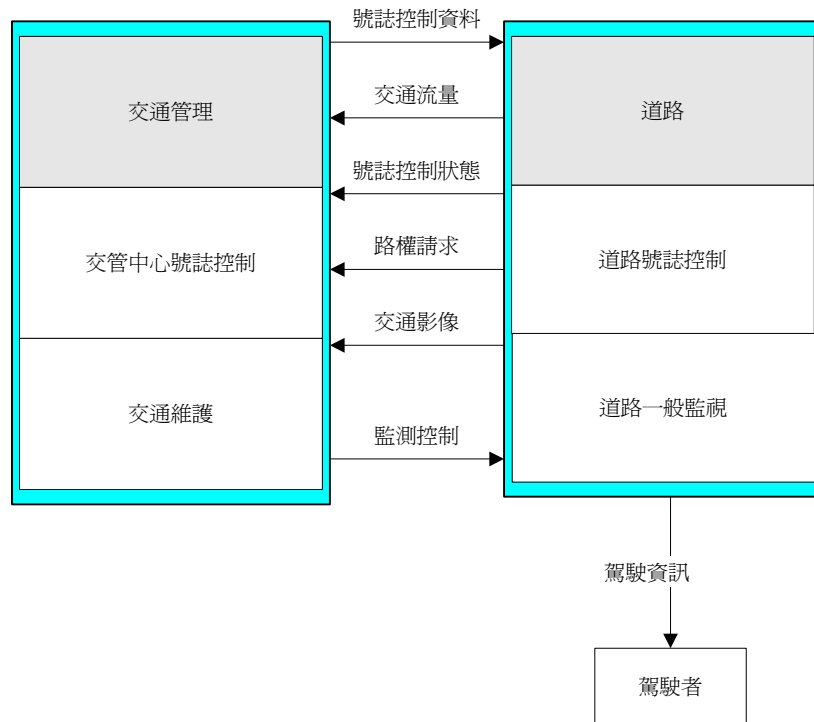 號誌控制資料
交通管理
交通流量
道路
號誌控制狀態
路權請求
交管中心號誌控制
道路號誌控制
交通影像
交通維護
道路一般監視
監測控制
駕駛資訊
駕駛者